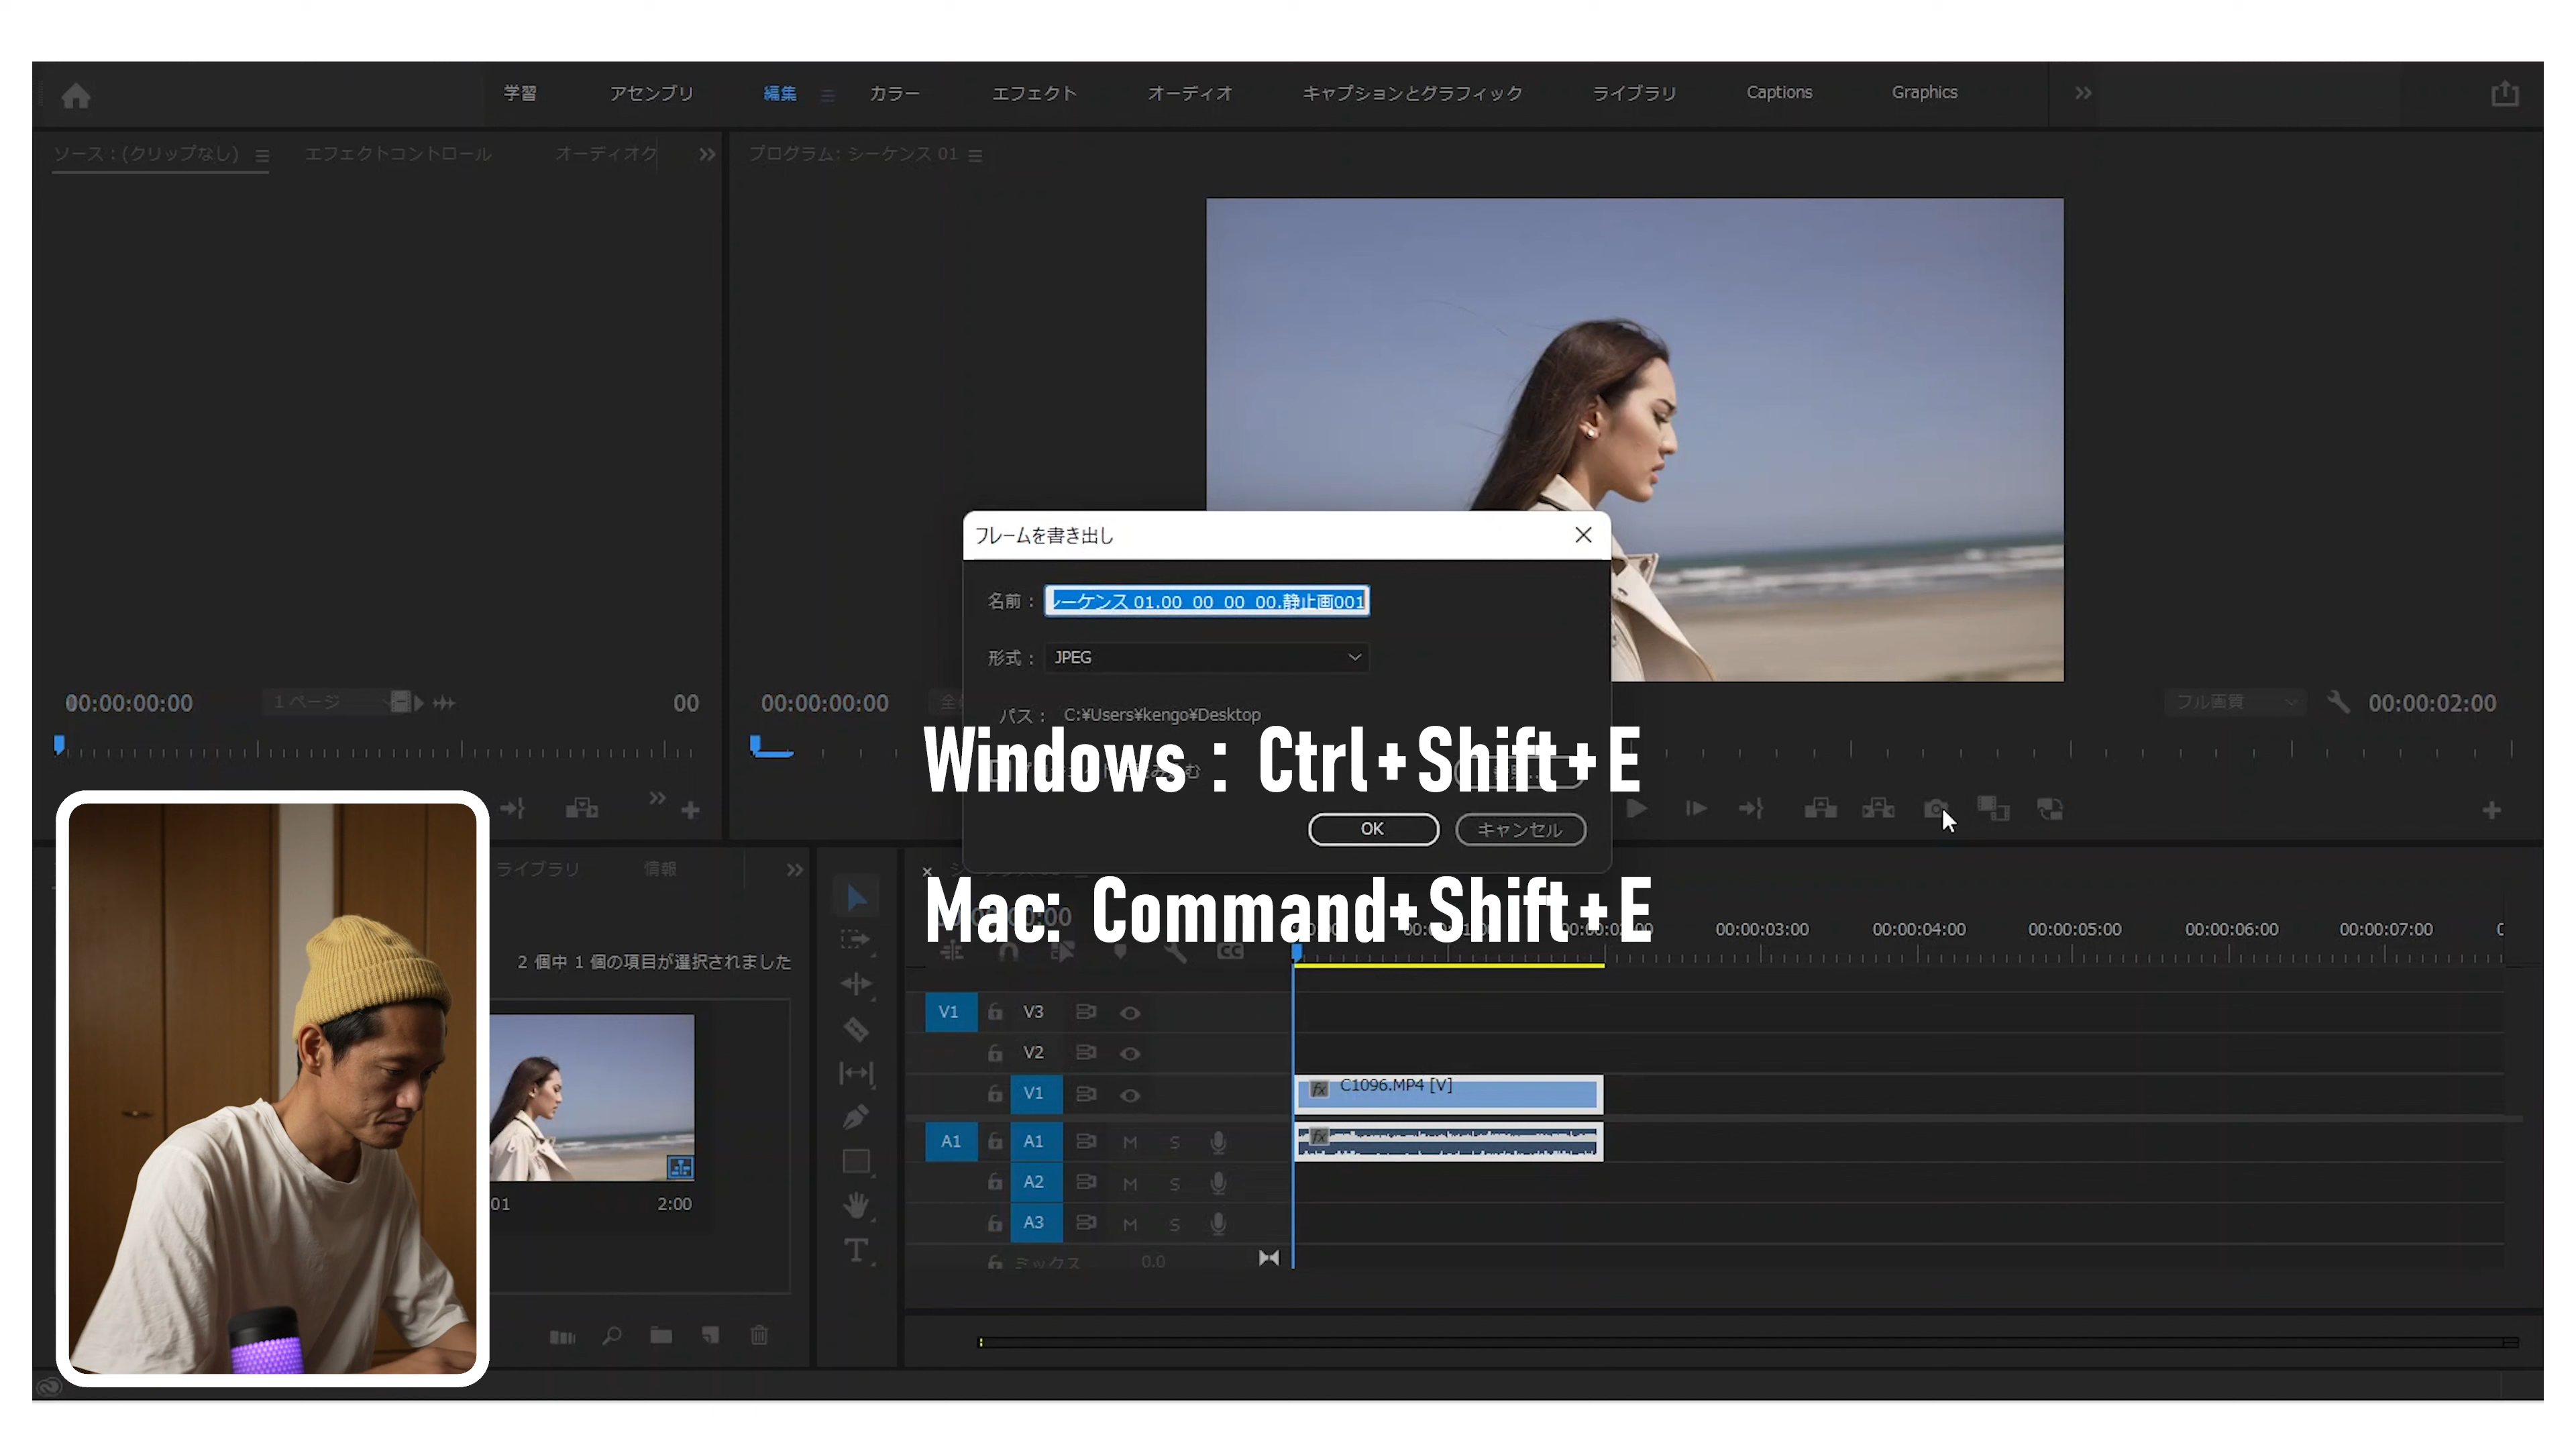 学習 アセンブリ 編集 カラー エフェクト オーディオ キャプションとグラフィック ライブラリ Captions Graphics
ソース : (クリップなし) エフェクトコントロール オーディオク
プログラム: シーケンス 01
フレームを書き出し
名前 : ーケンス 01.00_00_00_00.静止画001
形式 : JPEG
パス : C:¥Users¥kengo¥Desktop
OK キャンセル
Windows : Ctrl+Shift+E
Mac: Command+Shift+E
00:00:00:00 1 ページ 00
00:00:00:00 フル画質 00:00:02:00
ライブラリ 情報
2 個中 1 個の項目が選択されました
01 2:00
00:00:03:00 00:00:04:00 00:00:05:00 00:00:06:00 00:00:07:00
V1 V3
V2
V1 fx C1096.MP4 [V]
A1 A1 M S fx
A2 M S
A3 M S
ミックス 0.0